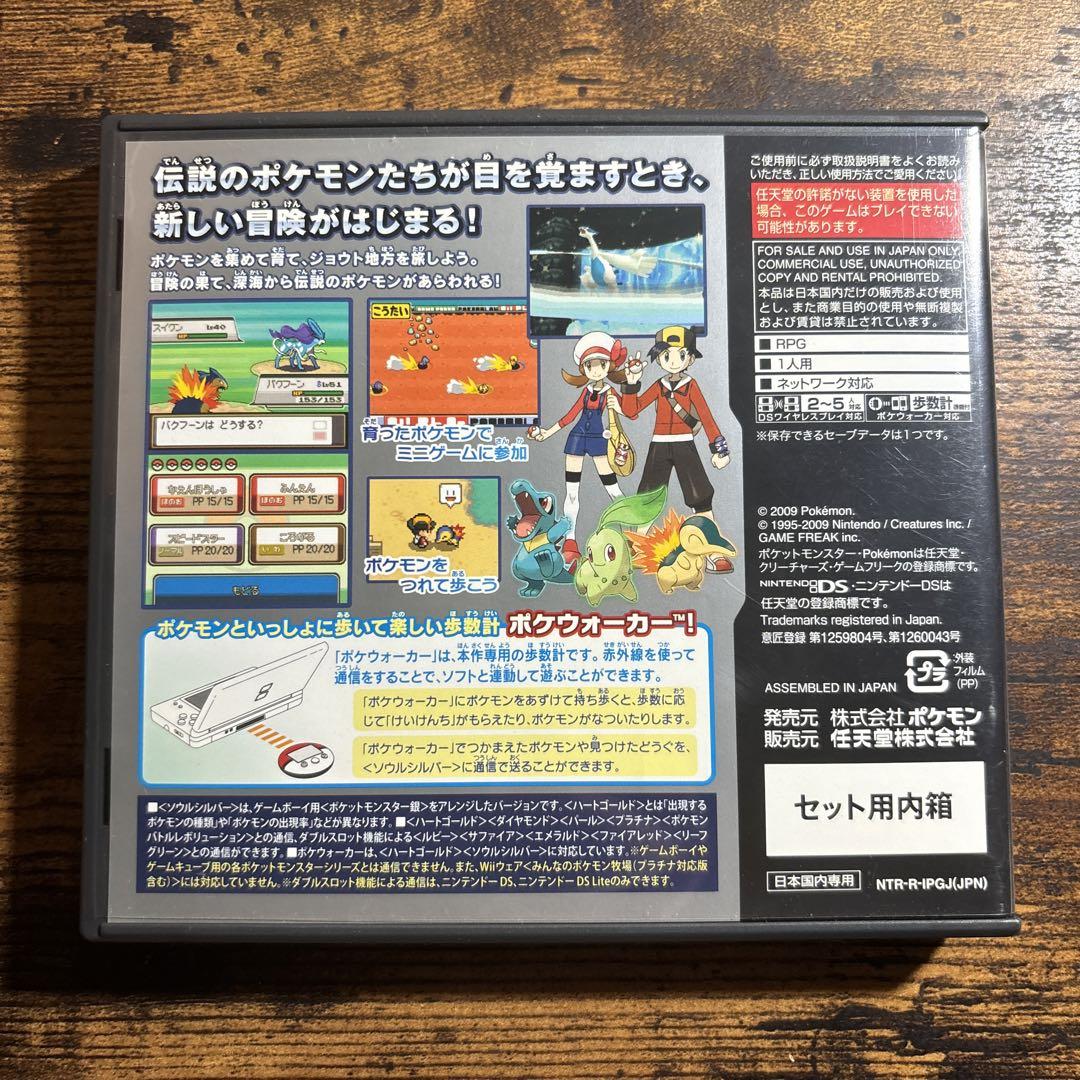 伝説のポケモンたちが目を覚ますとき、
新しい冒険がはじまる！
ポケモンを集めて育て、ジョウト地方を旅しよう。
冒険の果て、深海から伝説のポケモンがあらわれる！
スイクン Lv40
HP
バクフーン ♂Lv51
HP
153/153
バクフーンは どうする？
かえんほうしゃ
ほのお PP 15/15
ふんえん
ほのお PP 15/15
スピードスター
ノーマル PP 20/20
ころがる
いわ PP 20/20
もどる
こうたい
育ったポケモンで
ミニゲームに参加
ポケモンを
つれて歩こう
ポケモンといっしょに歩いて楽しい歩数計 ポケウォーカー™！
「ポケウォーカー」は、本作専用の歩数計です。赤外線を使って
通信をすることで、ソフトと連動して遊ぶことができます。
「ポケウォーカー」にポケモンをあずけて持ち歩くと、歩数に応
じて「けいけんち」がもらえたり、ポケモンがなついたりします。
「ポケウォーカー」でつかまえたポケモンや見つけたどうぐを、
<ソウルシルバー>に通信で送ることができます。
■<ソウルシルバー>は、ゲームボーイ用<ポケットモンスター銀>をアレンジしたバージョンです。<ハートゴールド>とは「出現する
ポケモンの種類」や「ポケモンの出現率」などが異なります。■<ハートゴールド><ダイヤモンド><パール><プラチナ><ポケモン
バトルレボリューション>との通信、ダブルスロット機能による<ルビー><サファイア><エメラルド><ファイアレッド><リーフ
グリーン>との通信ができます。■ポケウォーカーは、<ハートゴールド><ソウルシルバー>に対応しています。※ゲームボーイや
ゲームキューブ用の各ポケットモンスターシリーズとは通信できません。また、Wiiウェア<みんなのポケモン牧場(プラチナ対応版
含む)>には対応していません。※ダブルスロット機能による通信は、ニンテンドーDS、ニンテンドーDS Liteのみできます。
ご使用前に必ず取扱説明書をよくお読み
いただき、正しい使用方法でご愛用ください。
任天堂の許諾がない装置を使用した
場合、このゲームはプレイできない
可能性があります。
FOR SALE AND USE IN JAPAN ONLY.
COMMERCIAL USE, UNAUTHORIZED
COPY AND RENTAL PROHIBITED.
本品は日本国内だけの販売および使用
とし、また商業目的の使用や無断複製
および賃貸は禁止されています。
■ RPG
■ 1人用
■ ネットワーク対応
2～5人対応
DSワイヤレスプレイ対応
歩数計
ポケウォーカー対応
※保存できるセーブデータは1つです。
© 2009 Pokémon.
© 1995-2009 Nintendo / Creatures Inc. /
GAME FREAK inc.
ポケットモンスター・Pokémonは任天堂・
クリーチャーズ・ゲームフリークの登録商標です。
NINTENDO DS・ニンテンドーDSは
任天堂の登録商標です。
Trademarks registered in Japan.
意匠登録 第1259804号、第1260043号
プラ
外装
フィルム
(PP)
ASSEMBLED IN JAPAN
発売元 株式会社ポケモン
販売元 任天堂株式会社
セット用内箱
日本国内専用
NTR-R-IPGJ(JPN)